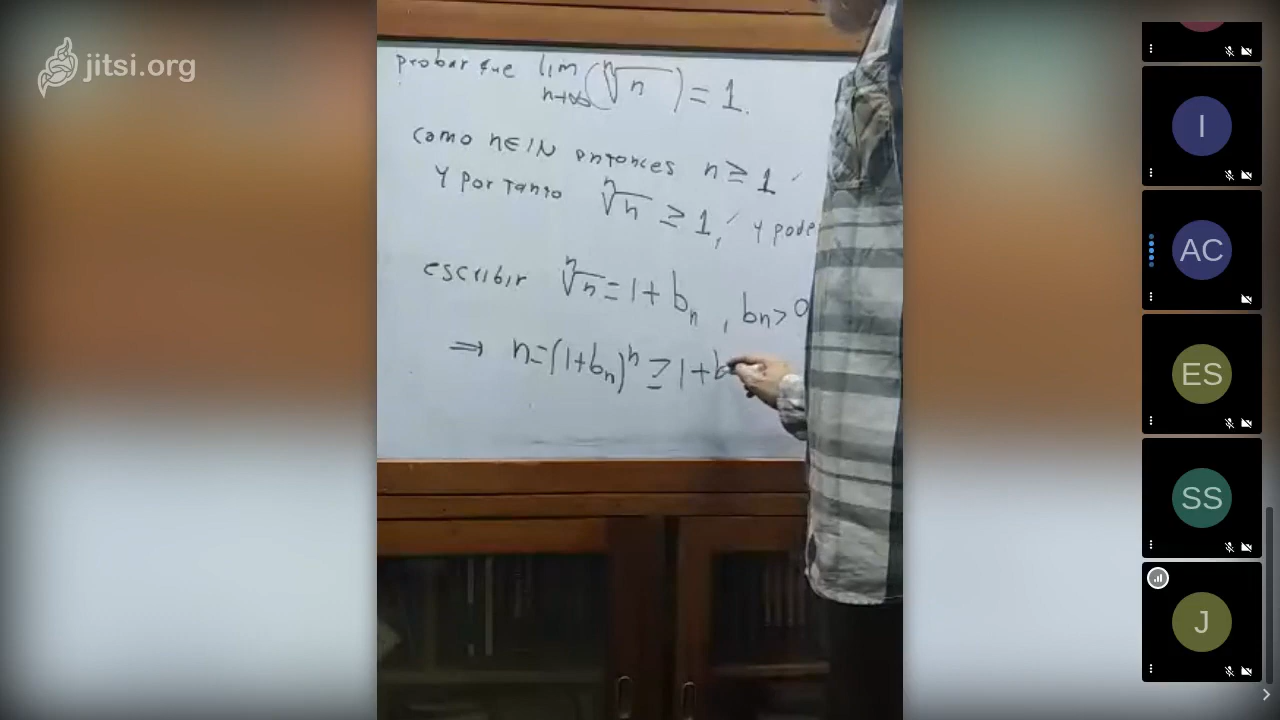 jitsi.org
probar que lim n→∞ (ⁿ√n) = 1.
como n∈ℕ entonces n ≥ 1
y por tanto ⁿ√n ≥ 1, y pode
escribir ⁿ√n = 1 + bₙ , bn > 0
⇒ n = (1+bₙ)ⁿ ≥ 1 + b
I
AC
ES
SS
J